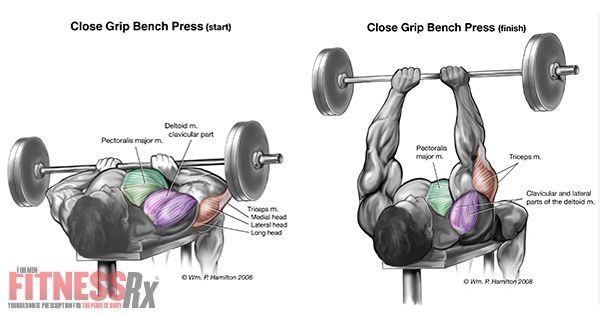 Close Grip Bench Press (start)
Deltoid m.
clavicular part
Pectoralis major m.
Triceps m.
Medial head
Lateral head
Long head
© Wm. P. Hamilton 2008
FOR MEN
FITNESSRx
YOUR ULTIMATE PRESCRIPTION FOR THE PERFECT BODY
Close Grip Bench Press (finish)
Pectoralis
major m.
Triceps m.
Clavicular and lateral
parts of the deltoid m.
© Wm. P. Hamilton 2008